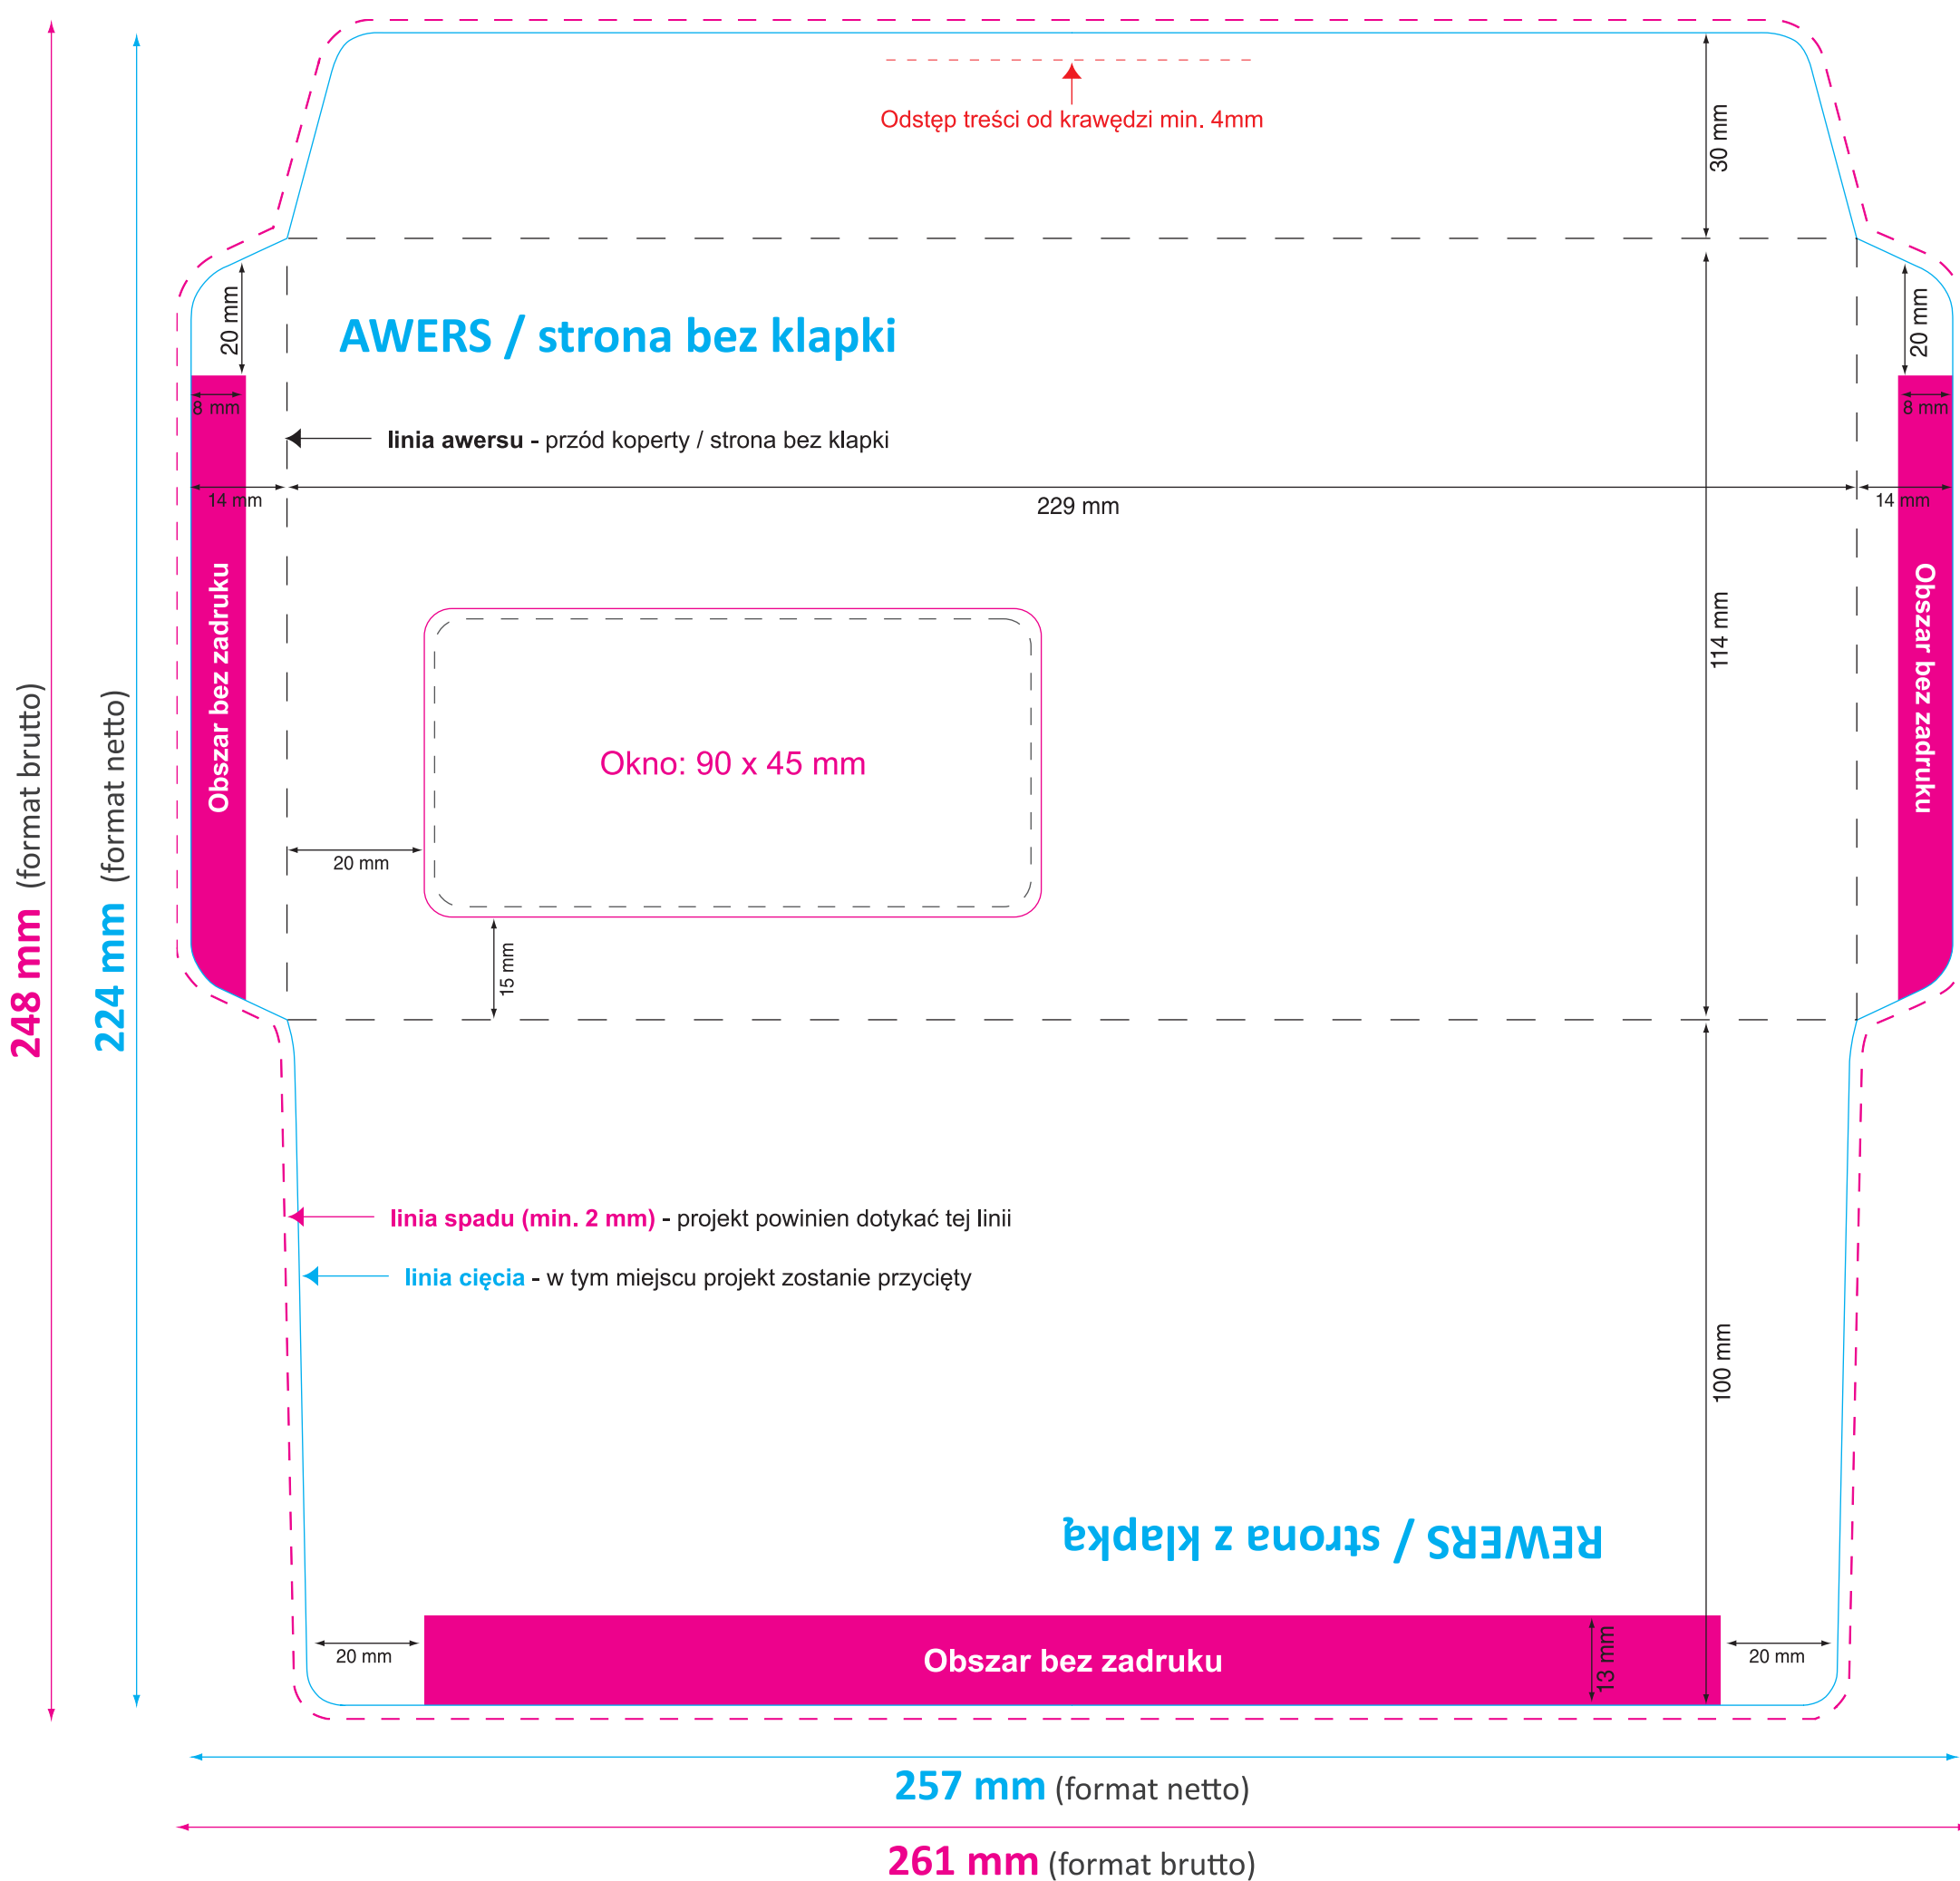 Odstęp treści od krawędzi min. 4mm
30 mm
20 mm
20 mm
AWERS / strona bez klapki
8 mm
8 mm
linia awersu - przód koperty / strona bez klapki
14 mm
229 mm
14 mm
Obszar bez zadruku
114 mm
Obszar bez zadruku
Okno: 90 x 45 mm
248 mm (format brutto)
224 mm (format netto)
20 mm
15 mm
linia spadu (min. 2 mm) - projekt powinien dotykać tej linii
linia cięcia - w tym miejscu projekt zostanie przycięty
100 mm
REWERS / strona z klapką
20 mm
Obszar bez zadruku
13 mm
20 mm
257 mm (format netto)
261 mm (format brutto)